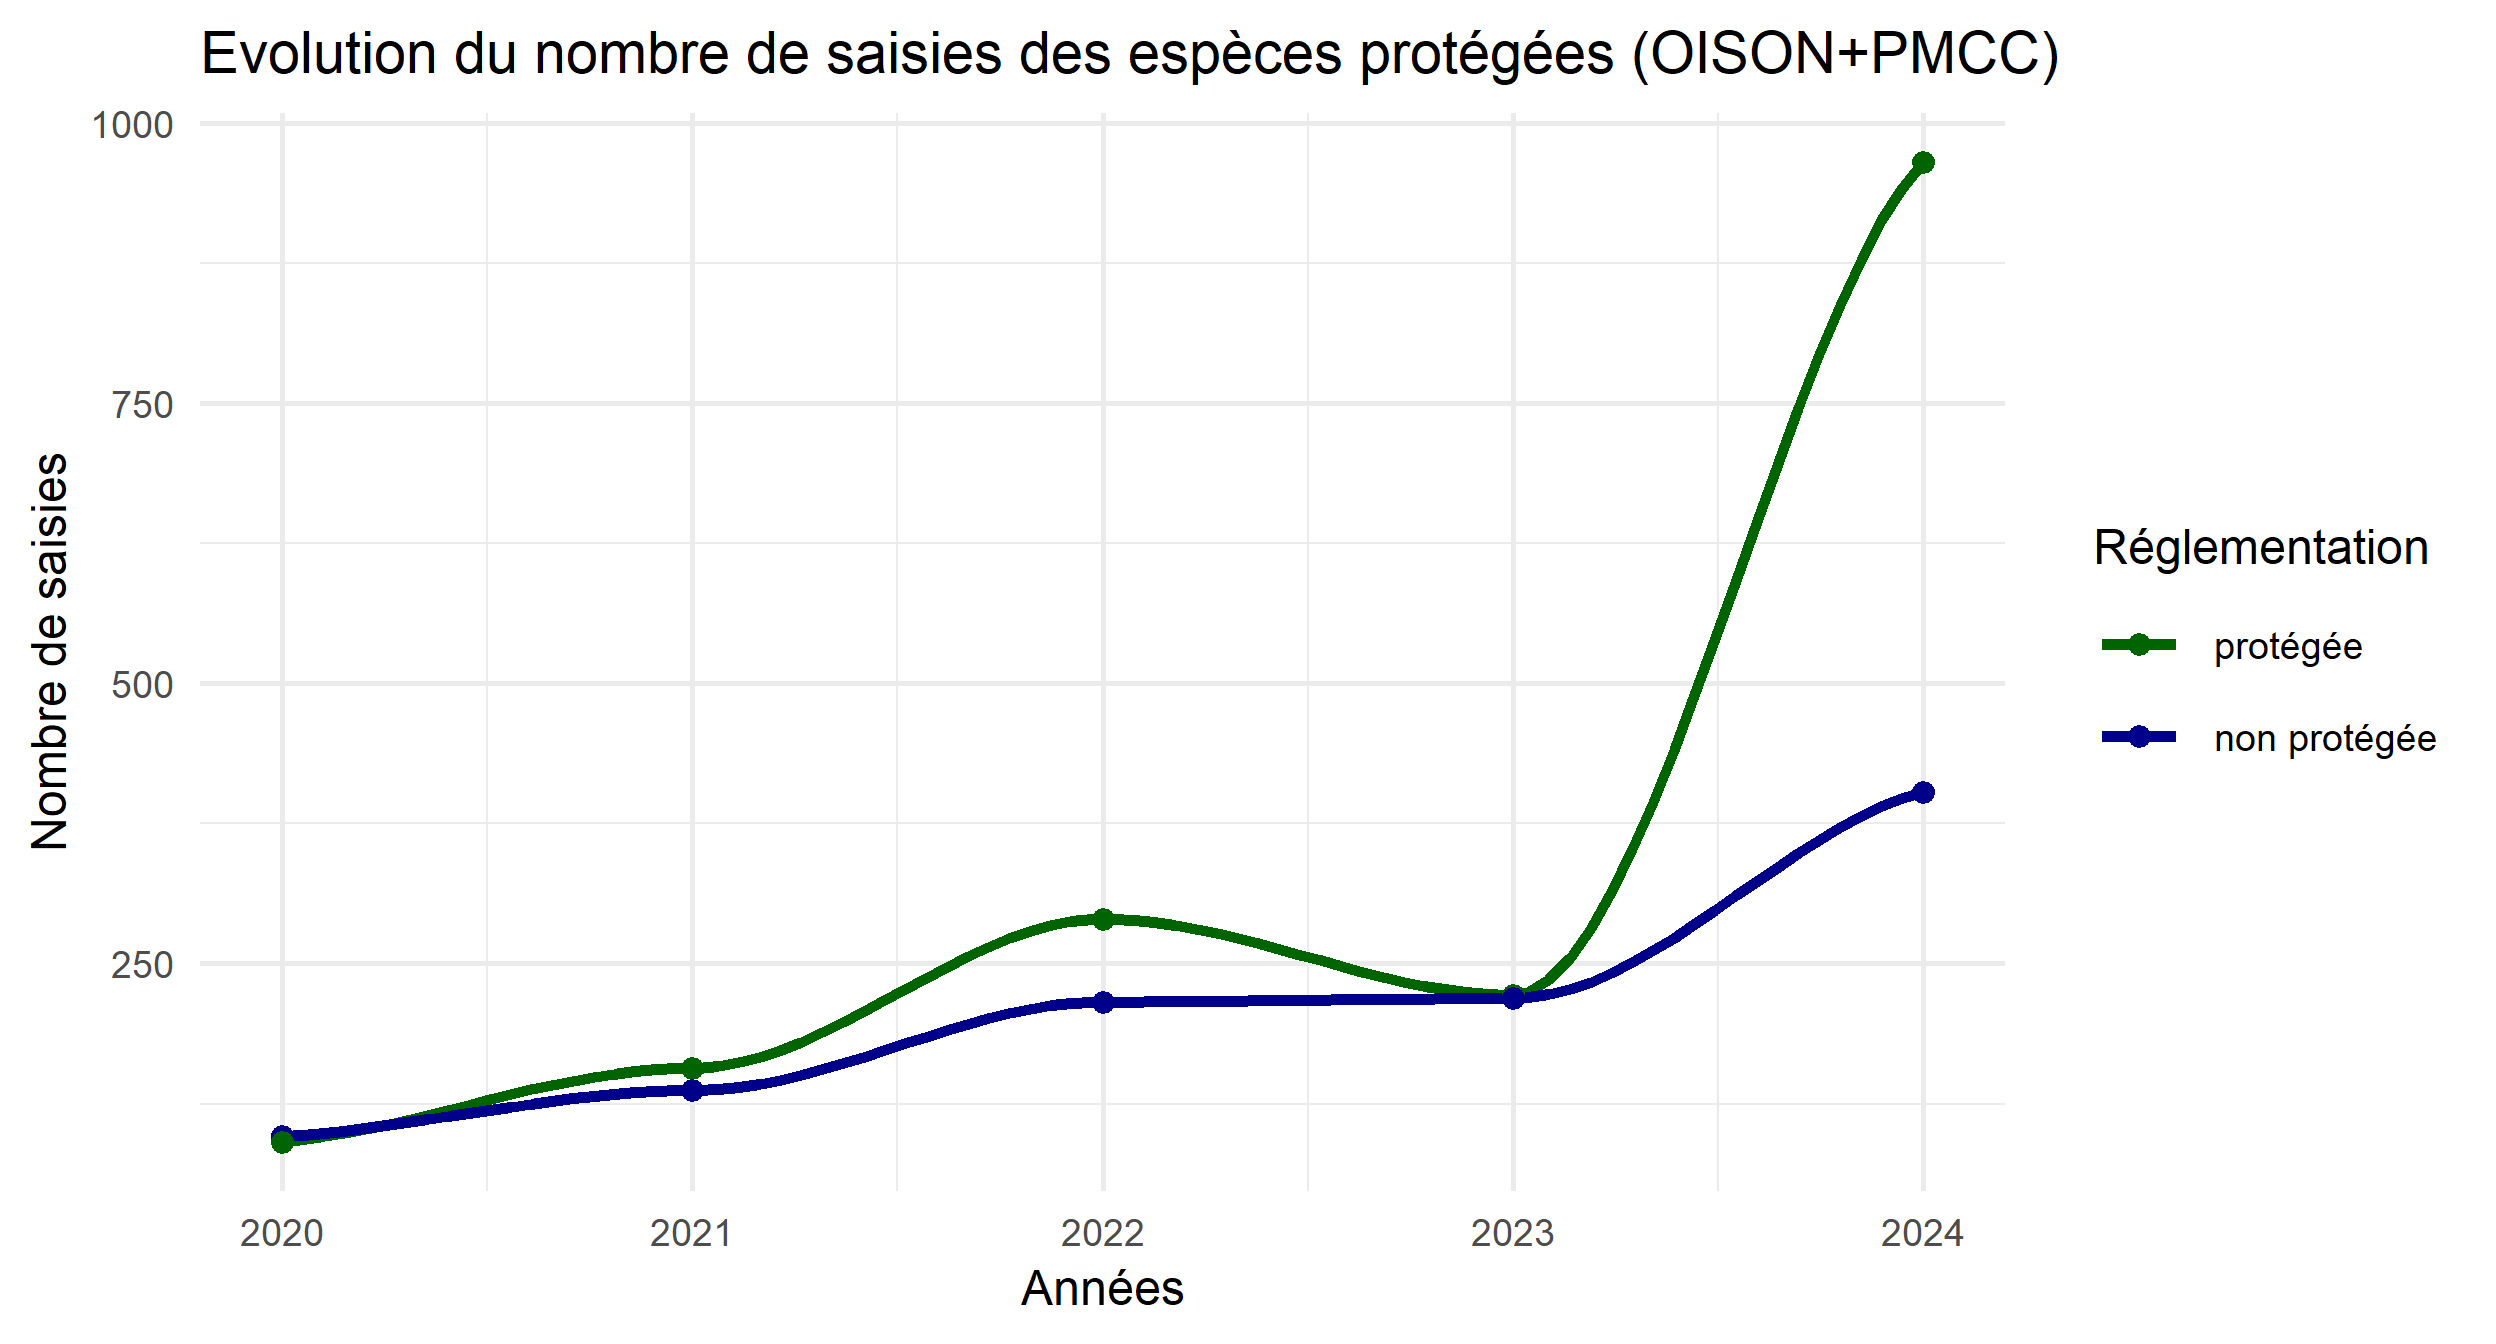 Evolution du nombre de saisies des espèces protégées (OISON+PMCC)
1000
750
500
250
Nombre de saisies
2020 2021 2022 2023 2024
Années
Réglementation
protégée
non protégée